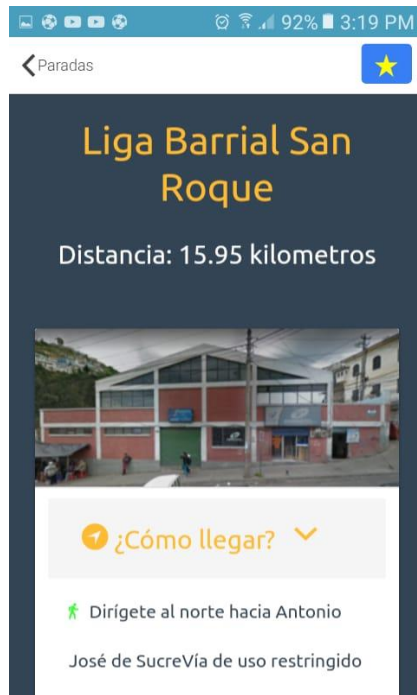 92% 3:19 PM
Paradas
Liga Barrial San
Roque
Distancia: 15.95 kilometros
¿Cómo llegar?
Dirígete al norte hacia Antonio
José de SucreVía de uso restringido